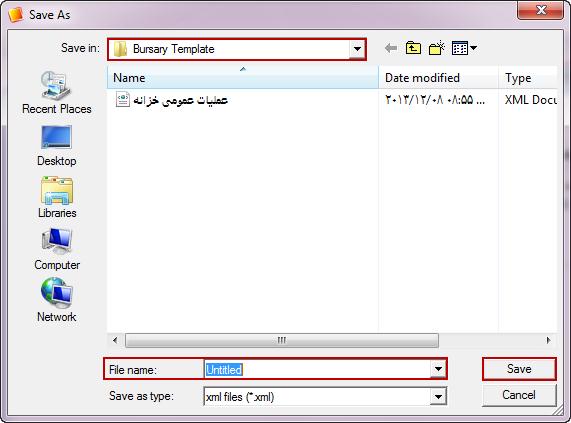 Save As
Save in:
Bursary Template
Name
Date modified
Type
عملیات عمومی خزانه
۲۰۱۳/۱۲/۰۸ ۰۸:۵۵ ...
XML Docu
Recent Places
Desktop
Libraries
Computer
Network
File name:
Untitled
Save
Save as type:
xml files (*.xml)
Cancel